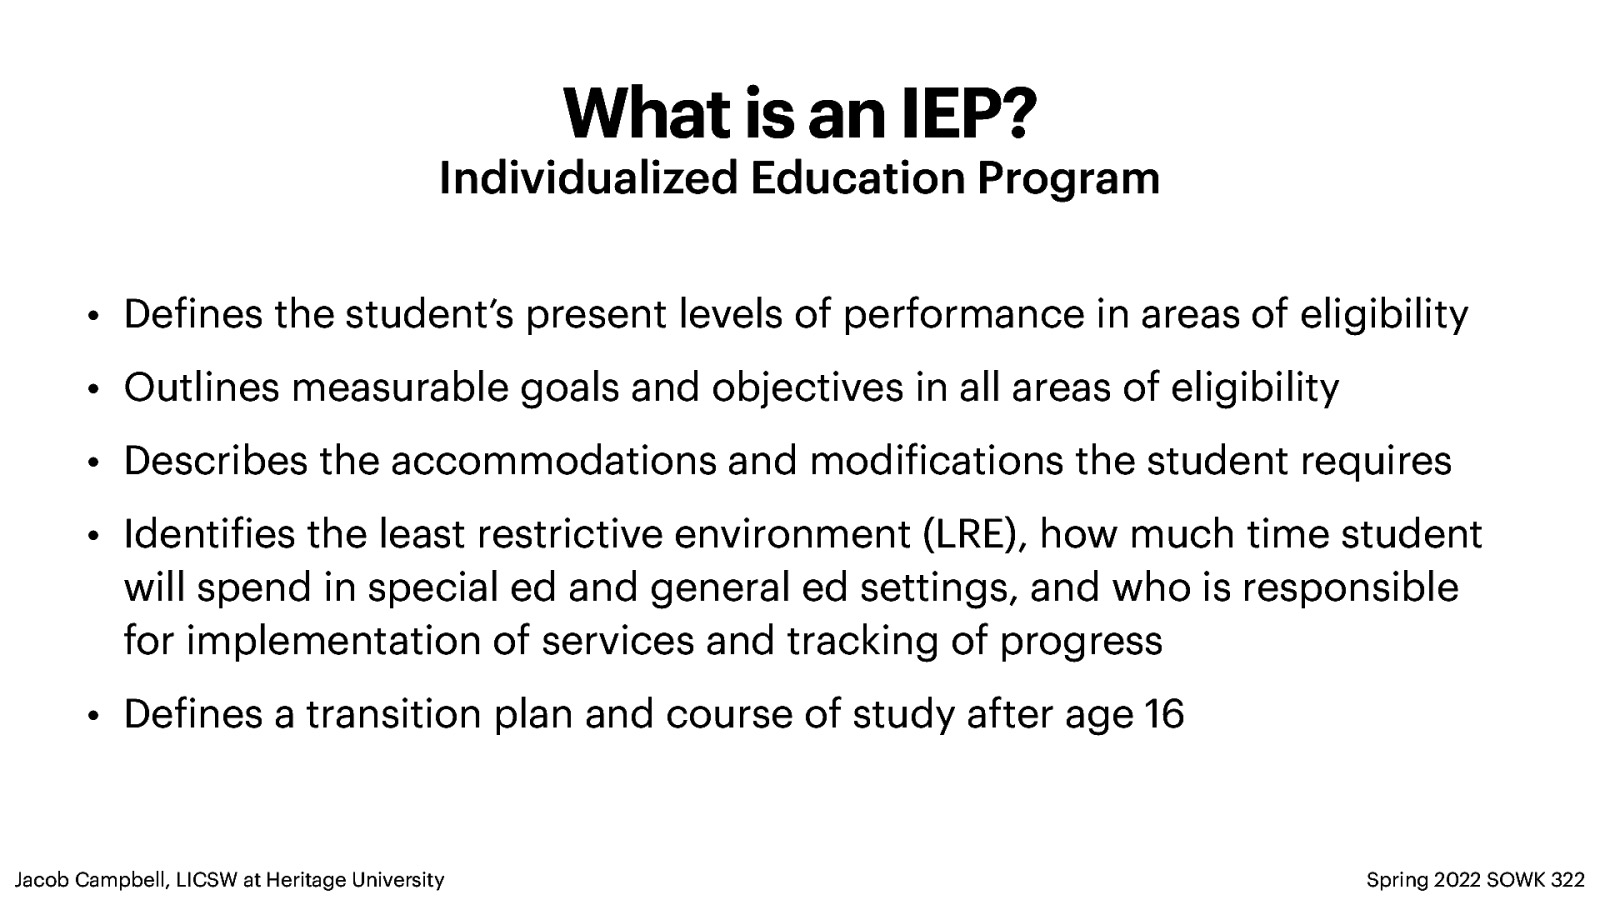 What is an IEP?
Individualized Education Program
• Defines the student’s present levels of performance in areas of eligibility
• Outlines measurable goals and objectives in all areas of eligibility
• Describes the accommodations and modifications the student requires
• Identifies the least restrictive environment (LRE), how much time student
will spend in special ed and general ed settings, and who is responsible
for implementation of services and tracking of progress
• Defines a transition plan and course of study after age 16
Jacob Campbell, LICSW at Heritage University
Spring 2022 SOWK 322